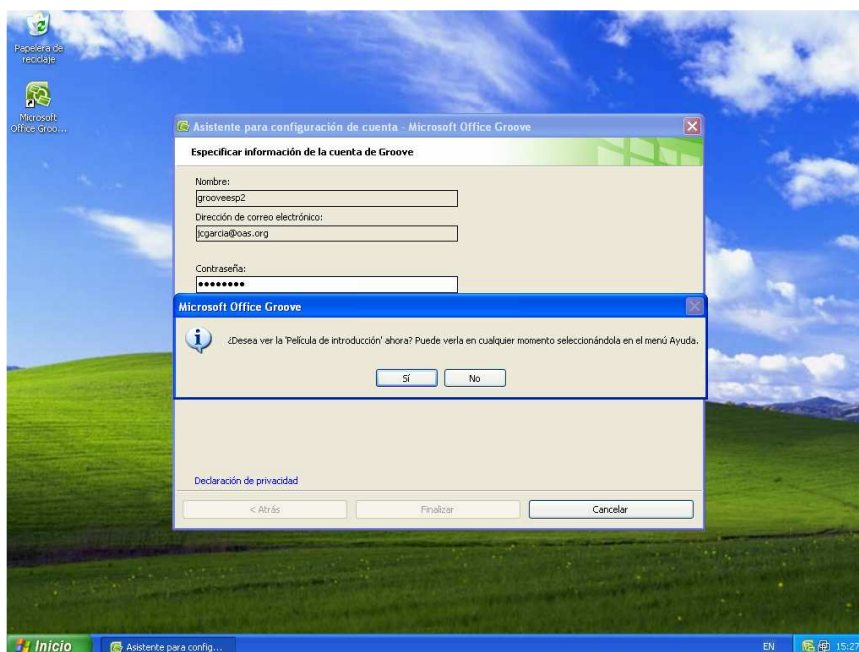 Papelera de
reciclaje
Microsoft
Office Groo...
Asistente para configuración de cuenta - Microsoft Office Groove
Especificar información de la cuenta de Groove
Nombre:
grooveesp2
Dirección de correo electrónico:
jcgarcia@oas.org
Contraseña:
Microsoft Office Groove
¿Desea ver la 'Película de introducción' ahora? Puede verla en cualquier momento seleccionándola en el menú Ayuda.
Sí No
Declaración de privacidad
< Atrás Finalizar Cancelar
Inicio Asistente para config... EN 15:27